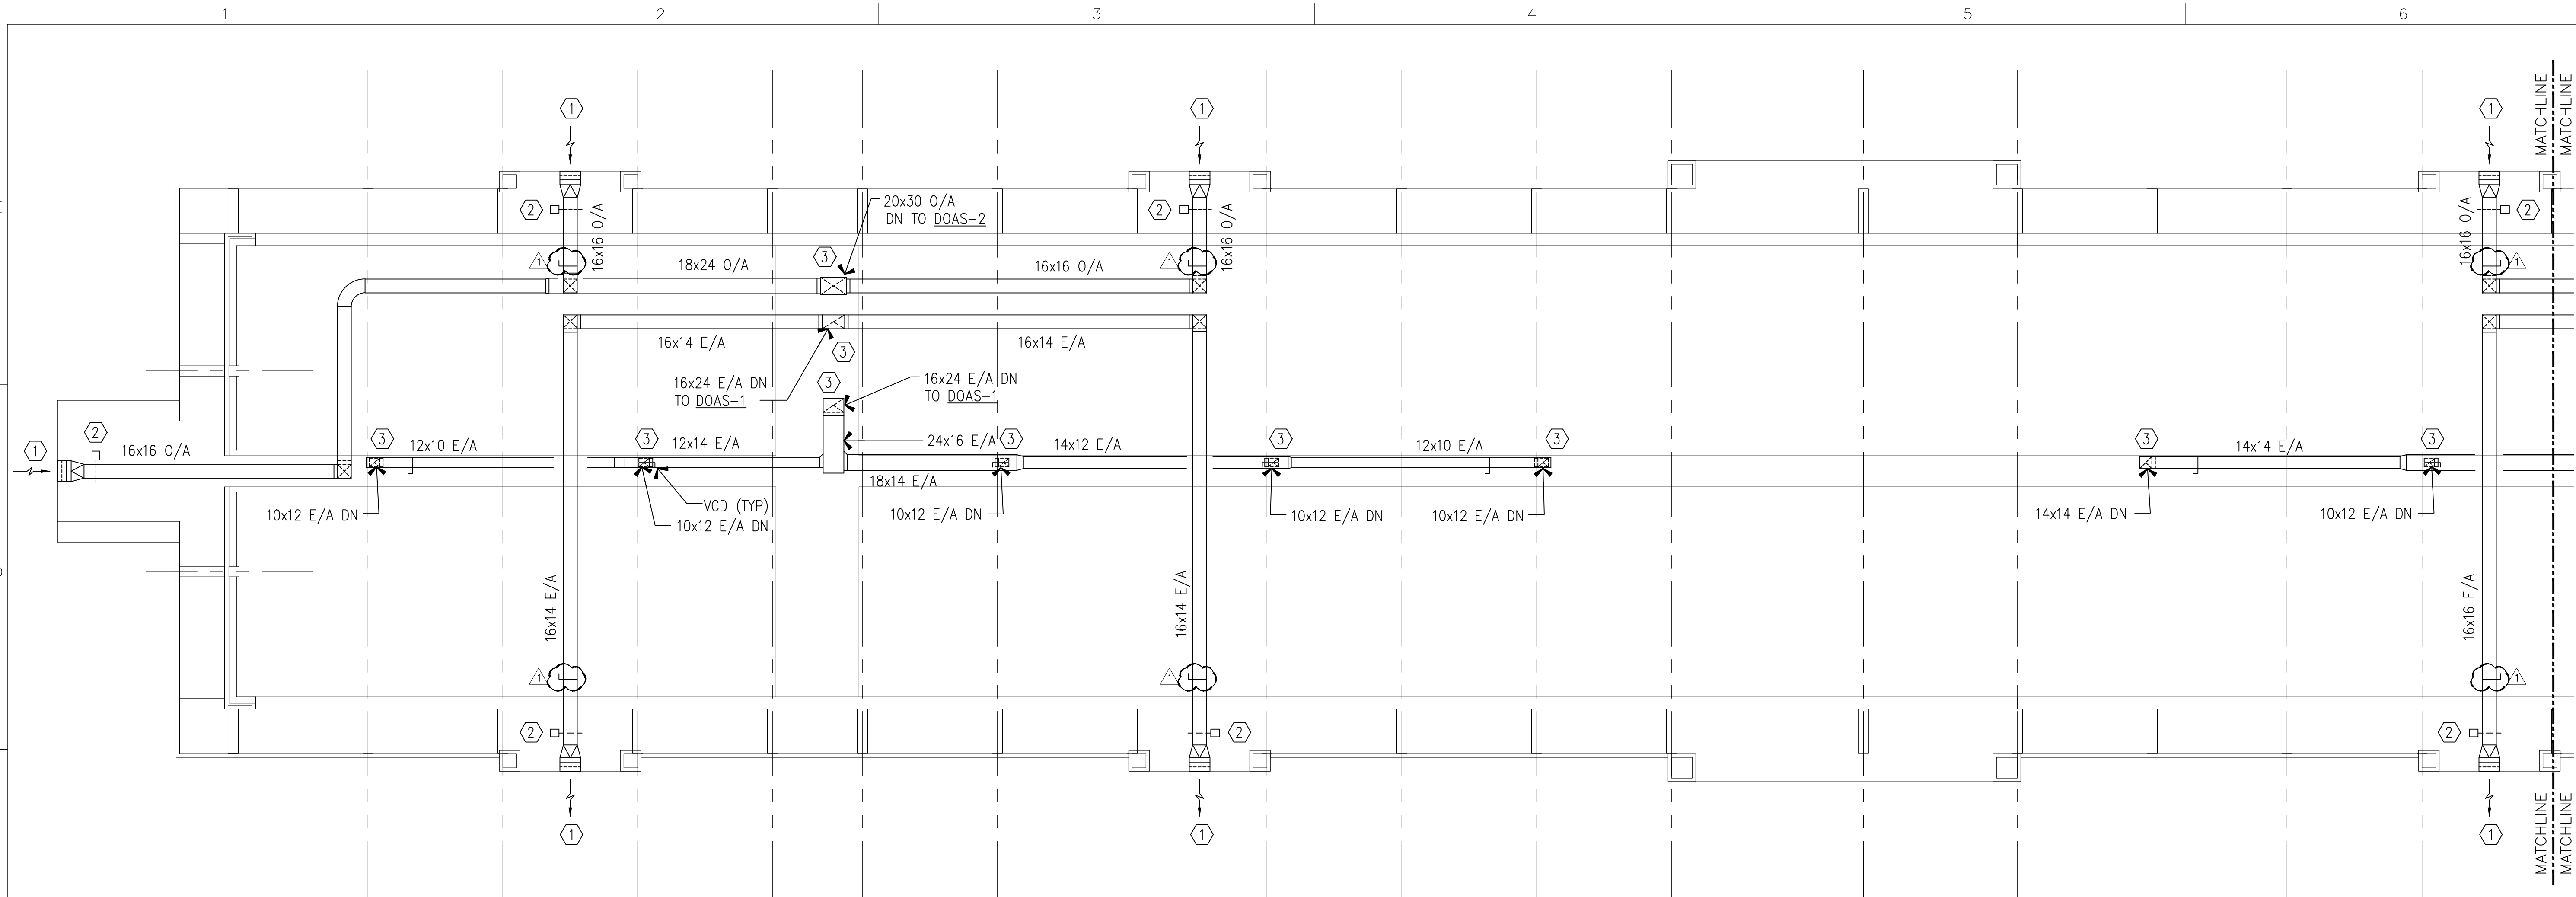 1
2
3
4
5
6
MATCHLINE
MATCHLINE
1
1
1
2
2
2
16x16 O/A
16x16 O/A
16x16 O/A
20x30 O/A
DN TO DOAS-2
1
1
1
3
18x24 O/A
16x16 O/A
16x14 E/A
16x14 E/A
3
16x24 E/A DN
TO DOAS-1
3
16x24 E/A DN
TO DOAS-1
1
2
16x16 O/A
3
12x10 E/A
3
12x14 E/A
24x16 E/A
3
14x12 E/A
3
12x10 E/A
3
3
14x14 E/A
3
18x14 E/A
10x12 E/A DN
VCD (TYP)
10x12 E/A DN
10x12 E/A DN
10x12 E/A DN
10x12 E/A DN
14x14 E/A DN
10x12 E/A DN
16x14 E/A
16x14 E/A
16x16 E/A
1
1
1
2
2
2
1
1
1
MATCHLINE
MATCHLINE